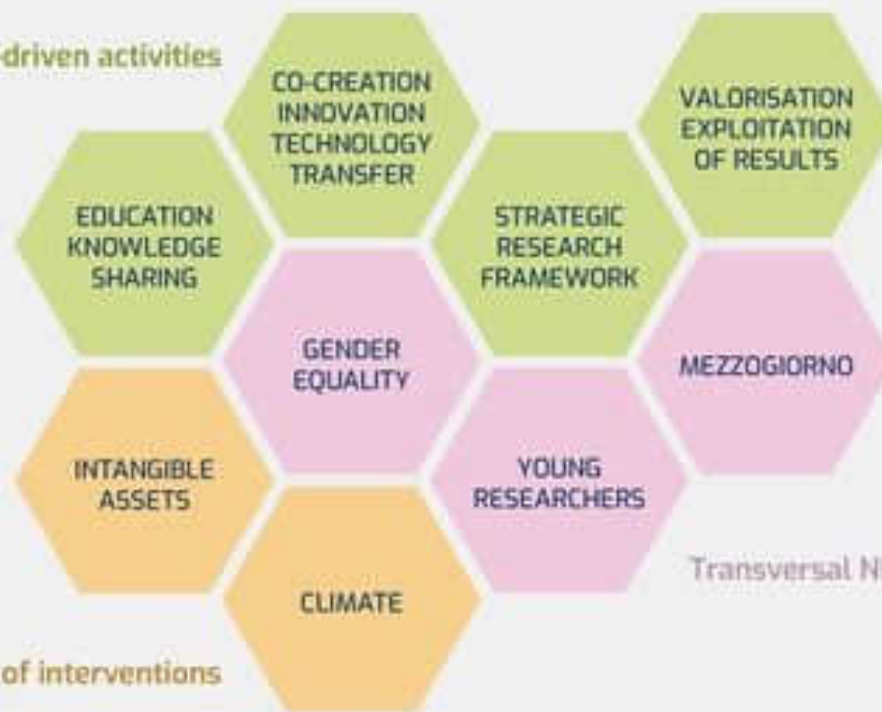 -driven activities
CO-CREATION
INNOVATION
TECHNOLOGY
TRANSFER
VALORISATION
EXPLOITATION
OF RESULTS
EDUCATION
KNOWLEDGE
SHARING
STRATEGIC
RESEARCH
FRAMEWORK
GENDER
EQUALITY
MEZZOGIORNO
INTANGIBLE
ASSETS
YOUNG
RESEARCHERS
Transversal
CLIMATE
of interventions